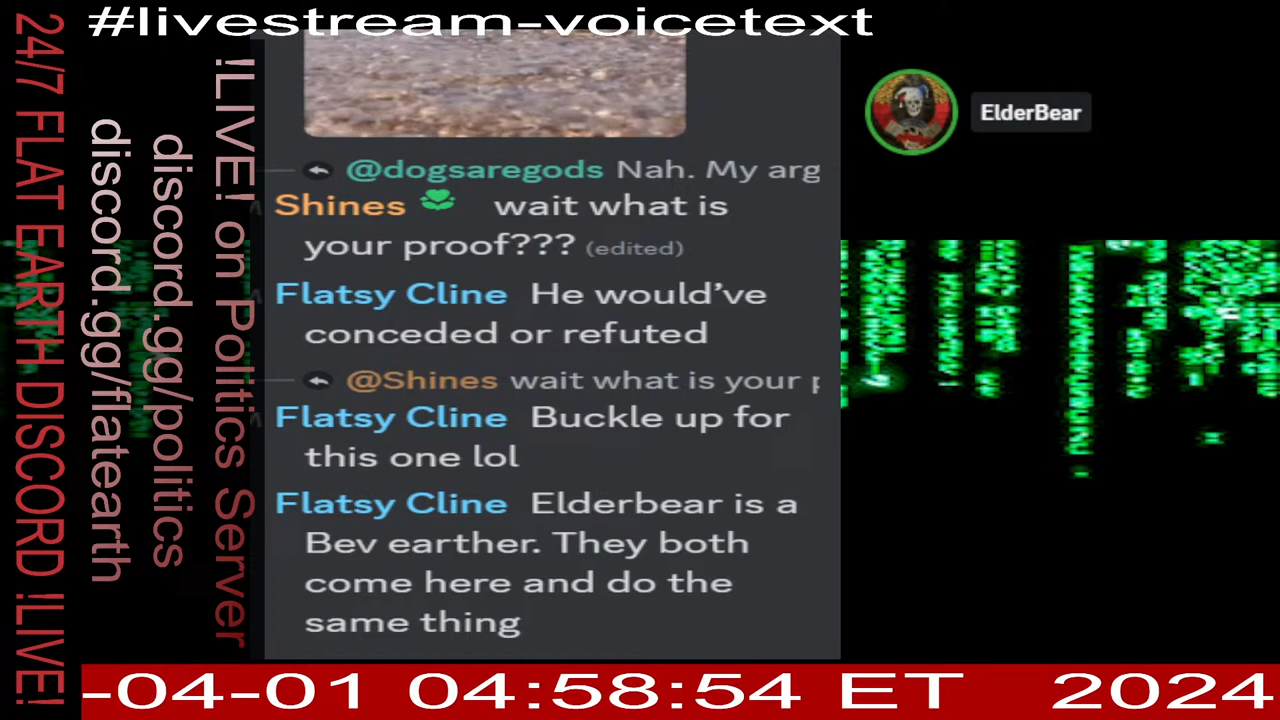 #livestream-voicetext
24/7 FLAT EARTH DISCORD !LIVE!
discord.gg/flatearth
discord.gg/politics
!LIVE! on Politics Server
@dogsaregods Nah. My arg
Shines wait what is
your proof??? (edited)
Flatsy Cline He would've
conceded or refuted
@Shines wait what is your
Flatsy Cline Buckle up for
this one lol
Flatsy Cline Elderbear is a
Bev earther. They both
come here and do the
same thing
ElderBear
-04-01 04:58:54 ET 2024